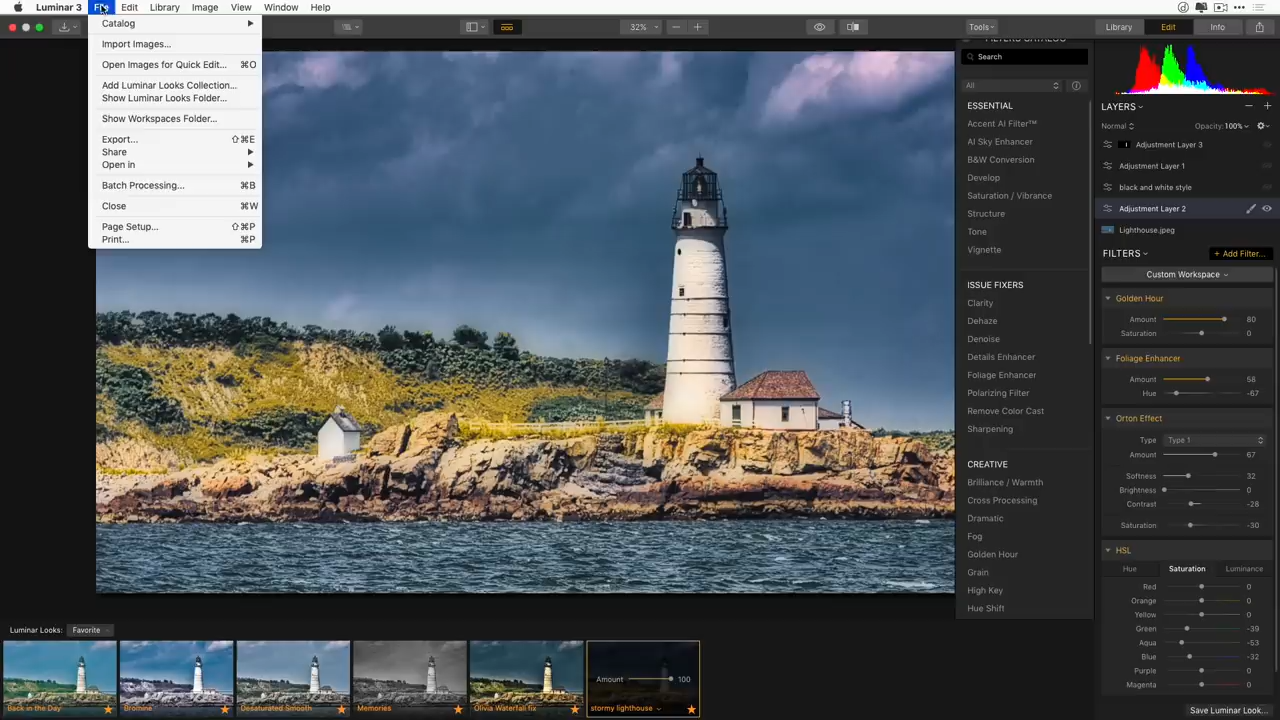 Luminar 3 File Edit Library Image View Window Help
Catalog
Import Images...
Open Images for Quick Edit... ⌘O
Add Luminar Looks Collection...
Show Luminar Looks Folder...
Show Workspaces Folder...
Export... ⇧⌘E
Share
Open in
Batch Processing... ⌘B
Close ⌘W
Page Setup... ⇧⌘P
Print... ⌘P
32%
Tools
Library Edit Info
Search
All
ESSENTIAL
Accent AI Filter™
AI Sky Enhancer
B&W Conversion
Develop
Saturation / Vibrance
Structure
Tone
Vignette
ISSUE FIXERS
Clarity
Dehaze
Denoise
Details Enhancer
Foliage Enhancer
Polarizing Filter
Remove Color Cast
Sharpening
CREATIVE
Brilliance / Warmth
Cross Processing
Dramatic
Fog
Golden Hour
Grain
High Key
Hue Shift
LAYERS
Normal Opacity: 100%
Adjustment Layer 3
Adjustment Layer 1
black and white style
Adjustment Layer 2
Lighthouse.jpeg
FILTERS + Add Filter...
Custom Workspace
Golden Hour
Amount 80
Saturation 0
Foliage Enhancer
Amount 58
Hue -67
Orton Effect
Type Type 1
Amount 67
Softness 32
Brightness 0
Contrast -28
Saturation -30
HSL
Hue Saturation Luminance
Red 0
Orange 0
Yellow 0
Green -39
Aqua -53
Blue -32
Purple 0
Magenta 0
Save Luminar Look...
Luminar Looks: Favorite
Amount 100
Back in the Day
Bromine
Desaturated Smooth
Memories
Olivia Waterfall fix
stormy lighthouse